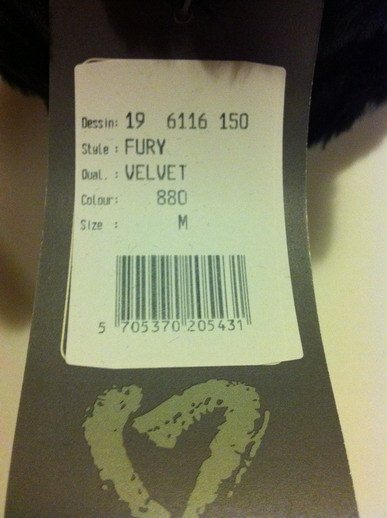 Dessin: 19 6116 150
Style : FURY
Qual. : VELVET
Colour: 880
Size : M
5 705370 205431